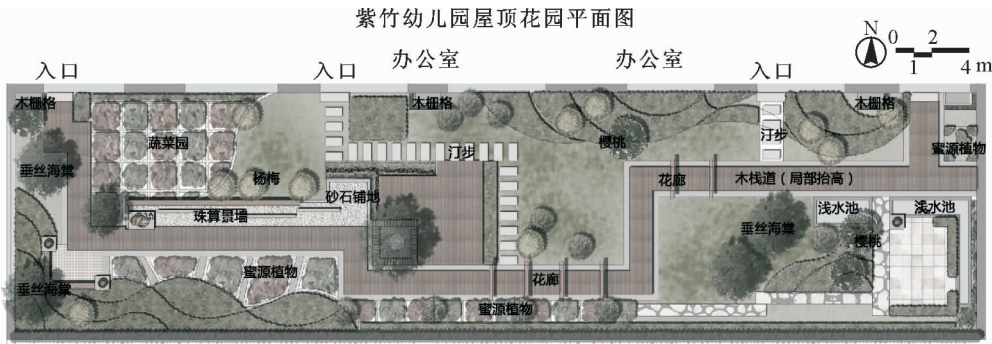 紫竹幼儿园屋顶花园平面图
N
0 2
1 4 m
入口
入口
办公室
办公室
入口
木栅格
木栅格
木栅格
蔬菜园
汀步
樱桃
汀步
蜜源植物
垂丝海棠
杨梅
砂石铺地
花廊
木栈道（局部抬高）
珠算景墙
垂丝海棠
浅水池
浅水池
樱桃
蜜源植物
花廊
垂丝海棠
蜜源植物